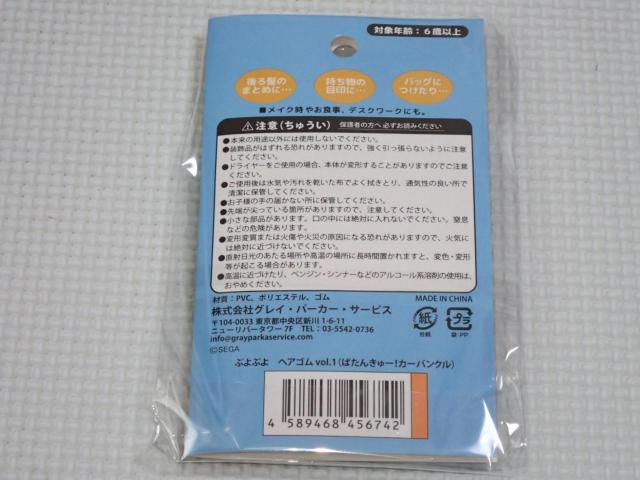 対象年齢：6歳以上
後ろ髪の
まとめに…
持ち物の
目印に…
バッグに
つけたり…
■メイク時やお食事、デスクワークにも。
注意（ちゅうい） 保護者の方へ 必ずお読みください
●本来の用途以外には使用しないでください。
●装飾品がはずれる恐れがありますので、強く引っ張らないように注意
してください。
●ドライヤーをご使用の場合、本体が変形することがありますのでご注意
ください。
●ご使用後は水気や汚れを乾いた布でよく拭きとり、通気性の良い所で
清潔に保管してください。
●お子様の手の届かない所に保管してください。
●先端が尖っている箇所がありますので、注意してください。
●小さな部品があります。口の中には絶対に入れないでください。窒息
などの危険があります。
●変形変質または火傷や火災の原因になる恐れがありますので、火気に
は絶対に近づけないでください。
●直射日光のあたる場所や高温の場所に長時間置かれますと、変色・変形
等が起こる場合があります。
●高温に近づけたり、ベンジン・シンナーなどのアルコール系溶剤の使用は、
おやめください。
材質：PVC、ポリエステル、ゴム
MADE IN CHINA
株式会社グレイ・パーカー・サービス
〒104-0033 東京都中央区新川 1-6-11
ニューリバータワー 7F TEL：03-5542-0736
info@grayparkaservice.com
©SEGA
紙
台紙
プラ
袋:PP
ぷよぷよ ヘアゴム vol.1（ばたんきゅー！カーバンクル）
4 589468 456742